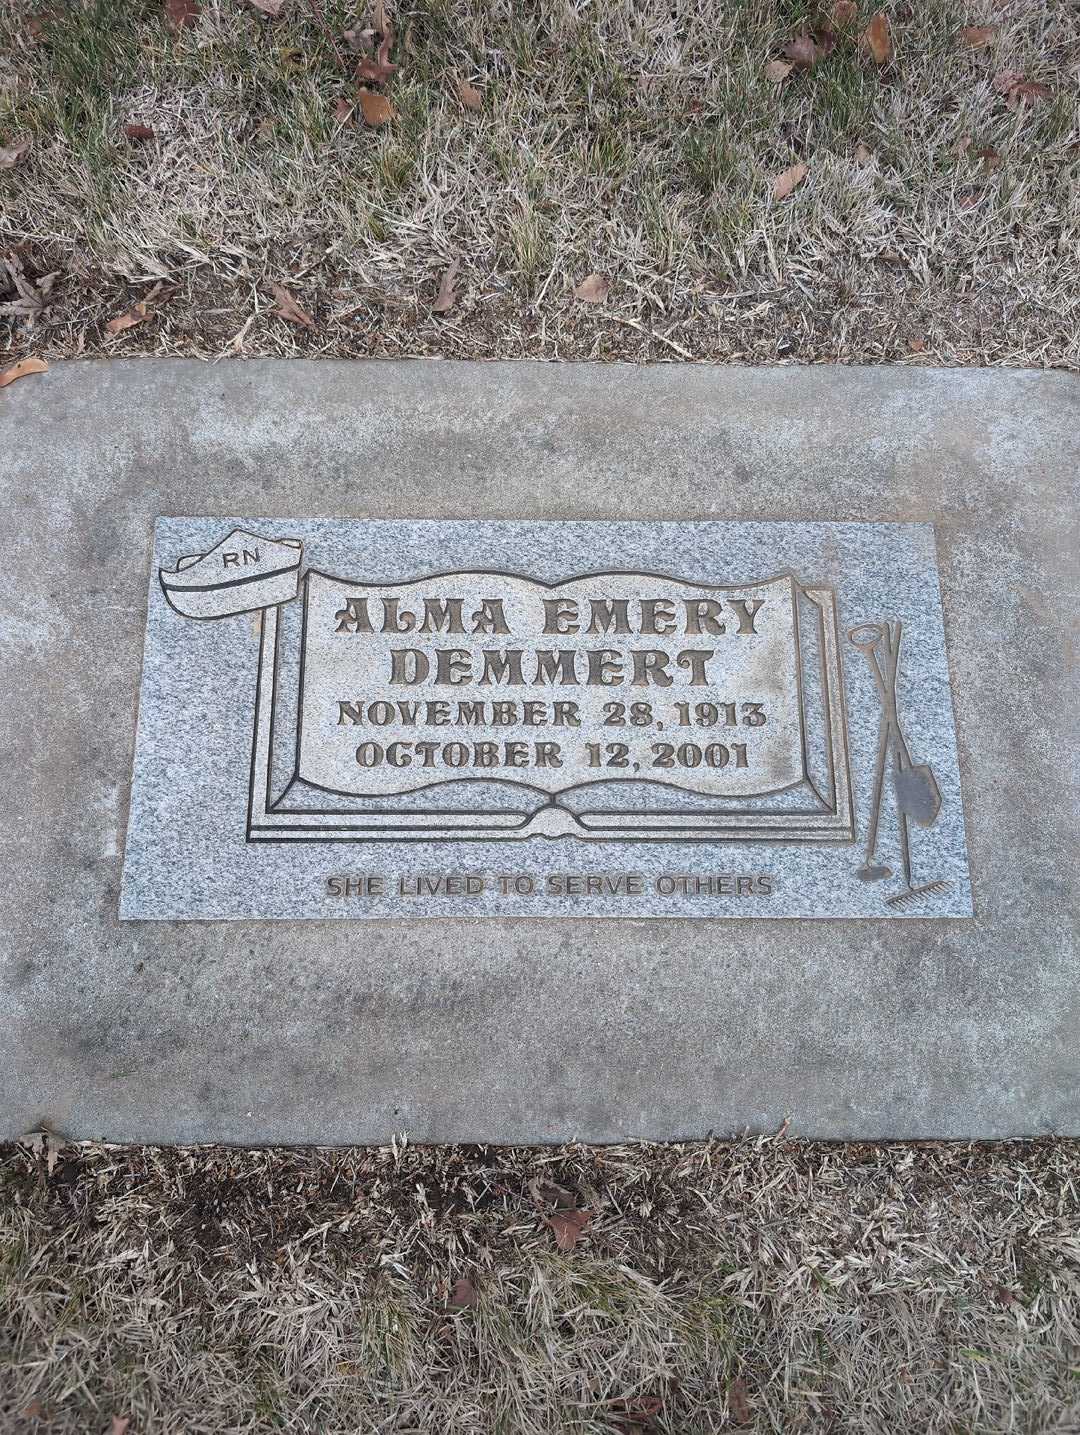 RN
ALMA EMERY
DEMMERT
NOVEMBER 28, 1913
OCTOBER 12, 2001
SHE LIVED TO SERVE OTHERS